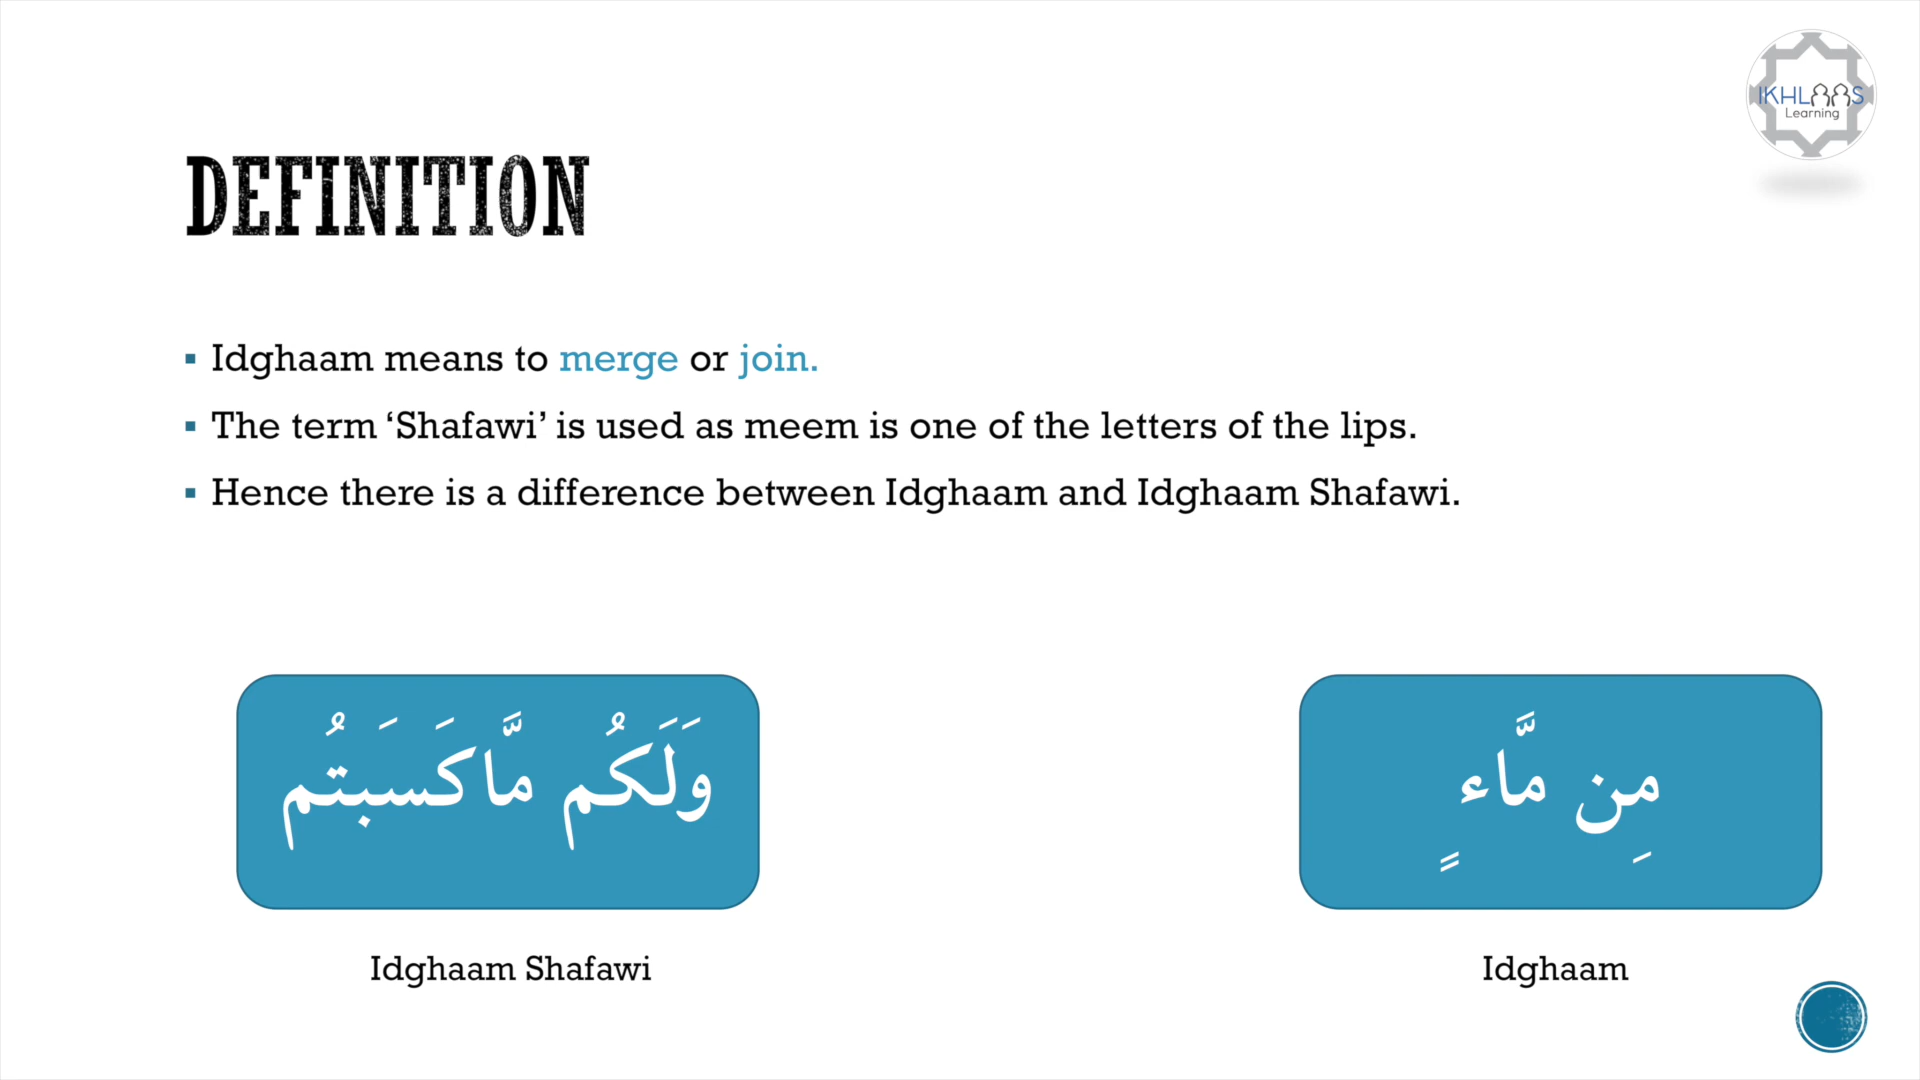 IKHLAAS
Learning
DEFINITION
▪ Idghaam means to merge or join.
▪ The term ‘Shafawi’ is used as meem is one of the letters of the lips.
▪ Hence there is a difference between Idghaam and Idghaam Shafawi.
وَلَكُم مَّاكَسَبتُم
مِن مَّاءٍ
Idghaam Shafawi
Idghaam